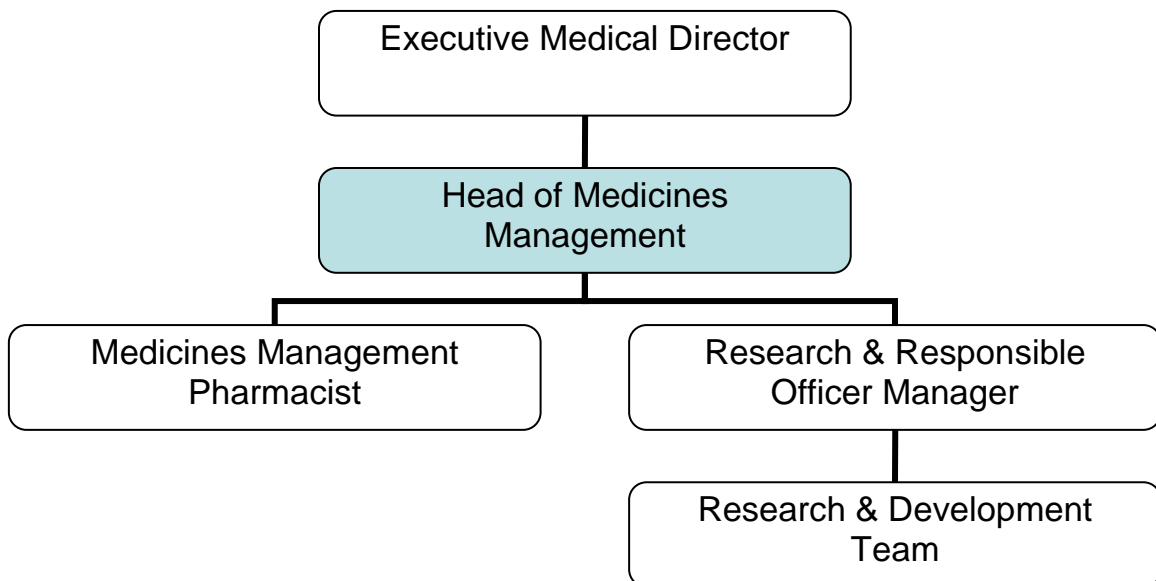 Executive Medical Director
Head of Medicines
Management
Medicines Management
Pharmacist
Research & Responsible
Officer Manager
Research & Development
Team